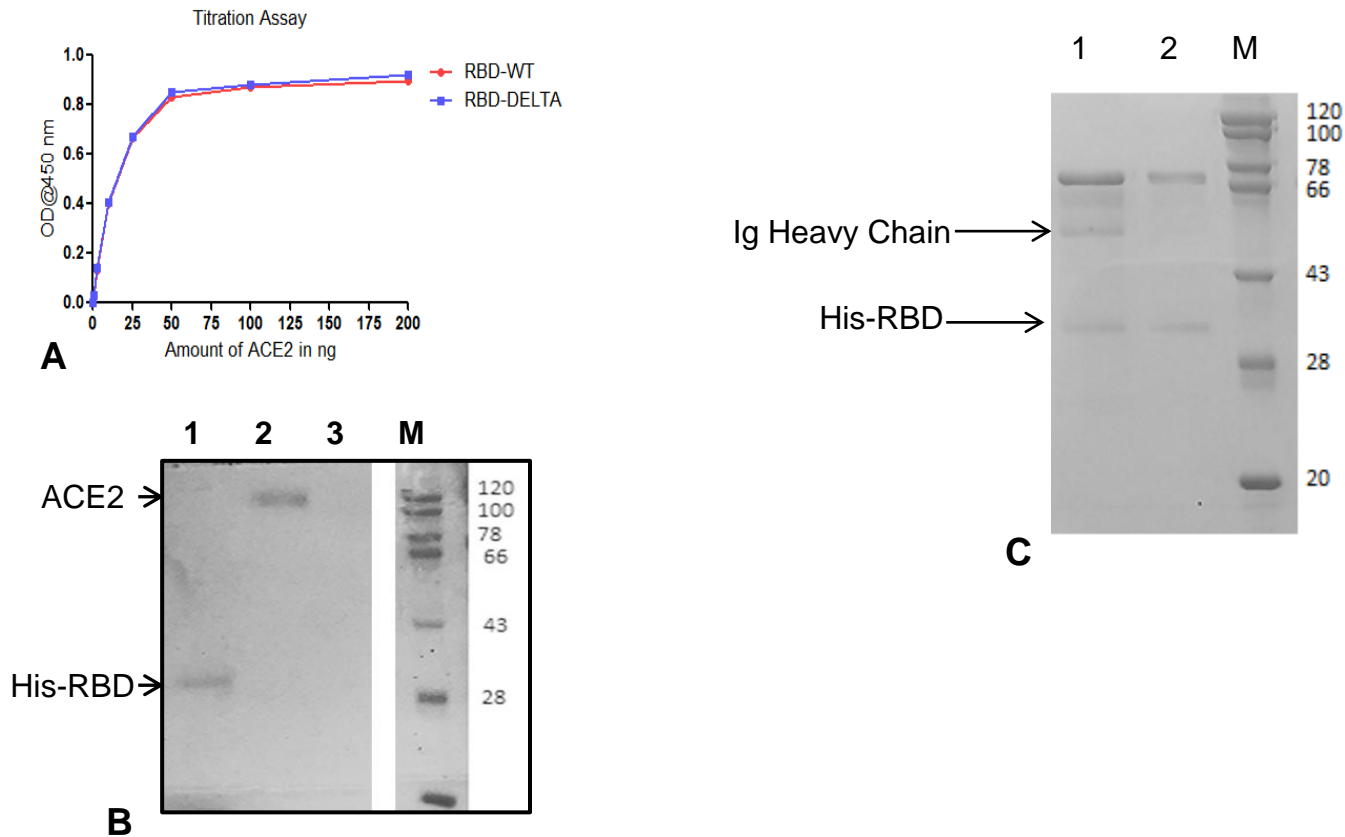 Titration Assay
1.0
0.8
0.6
0.4
0.2
0.0
OD@450 nm
0 25 50 75 100 125 150 175 200
Amount of ACE2 in ng
RBD-WT
RBD-DELTA
A
1 2 3 M
ACE2
His-RBD
120
100
78
66
43
28
B
1 2 M
Ig Heavy Chain
His-RBD
120
100
78
66
43
28
20
C